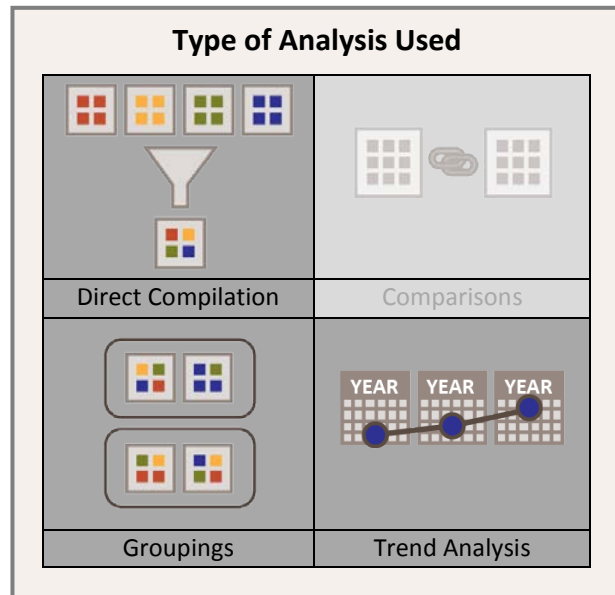 Type of Analysis Used
Direct Compilation
Comparisons
YEAR YEAR YEAR
Groupings
Trend Analysis